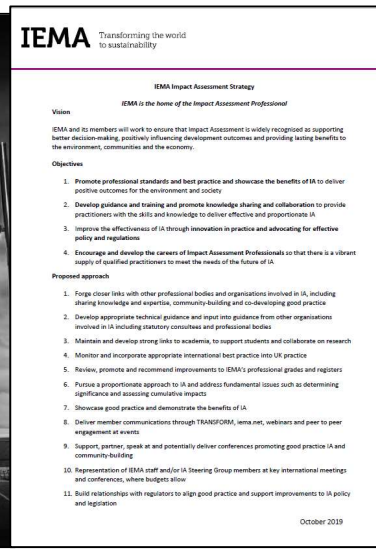 IEMA
Transforming the world
to sustainability
IEMA Impact Assessment Strategy
IEMA is the home of the Impact Assessment Professional
Vision
IEMA and its members will work to ensure that Impact Assessment is widely recognised as supporting
better decision-making, positively influencing development outcomes and providing lasting benefits to
the environment, communities and the economy.
Objectives
1. Promote professional standards and best practice and showcase the benefits of IA to deliver
positive outcomes for the environment and society
2. Develop guidance and training and promote knowledge sharing and collaboration to provide
practitioners with the skills and knowledge to deliver effective and proportionate IA
3. Improve the effectiveness of IA through innovation in practice and advocating for effective
policy and regulations
4. Encourage and develop the careers of Impact Assessment Professionals so that there is a vibrant
supply of qualified practitioners to meet the needs of the future of IA
Proposed approach
1. Forge closer links with other professional bodies and organisations involved in IA, including
sharing knowledge and expertise, community-building and co-developing good practice
2. Develop appropriate technical guidance and input into guidance from other organisations
involved in IA including statutory consultees and professional bodies
3. Maintain and develop strong links to academia, to support students and collaborate on research
4. Monitor and incorporate appropriate international best practice into UK practice
5. Review, promote and recommend improvements to IEMA's professional grades and registers
6. Pursue a proportionate approach to IA and address fundamental issues such as determining
significance and assessing cumulative impacts
7. Showcase good practice and demonstrate the benefits of IA
8. Deliver member communications through TRANSFORM, iema.net, webinars and peer to peer
engagement at events
9. Support, partner, speak at and potentially deliver conferences promoting good practice IA and
community-building
10. Representation of IEMA staff and/or IA Steering Group members at key international meetings
and conferences, where budgets allow
11. Build relationships with regulators to align good practice and support improvements to IA policy
and legislation
October 2019